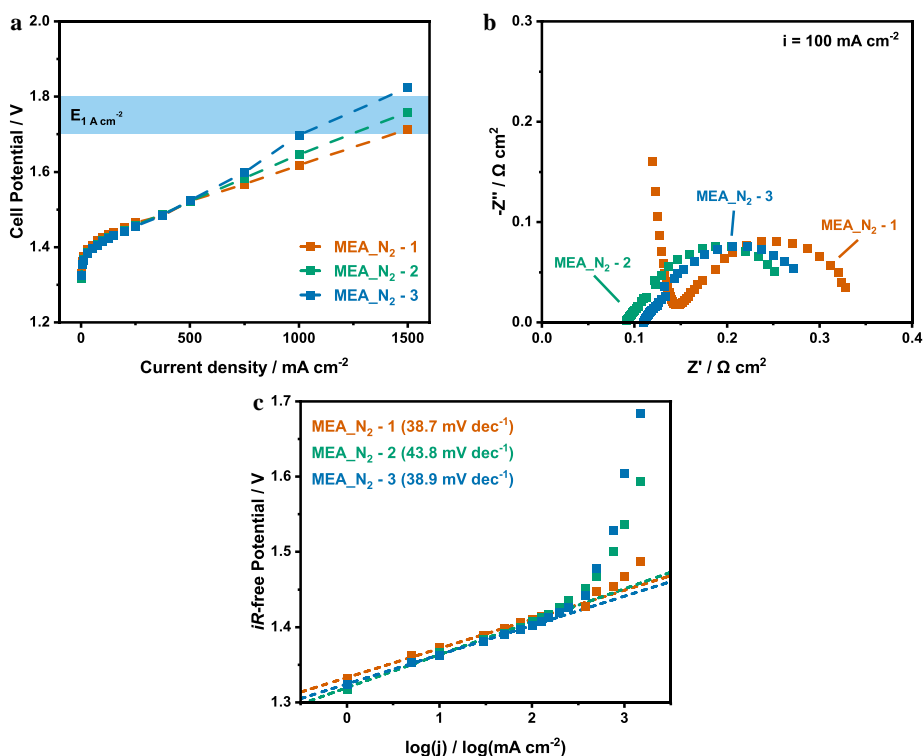 a
2.0
1.8
1.6
1.4
1.2
Cell Potential / V
E1 A cm-2
MEA_N2 - 1
MEA_N2 - 2
MEA_N2 - 3
0
500
1000
1500
Current density / mA cm-2
b
0.2
0.1
0.0
-Z'' / Ω cm2
i = 100 mA cm-2
MEA_N2 - 3
MEA_N2 - 1
MEA_N2 - 2
0.0
0.1
0.2
0.3
0.4
Z' / Ω cm2
c
1.7
1.6
1.5
1.4
1.3
iR-free Potential / V
MEA_N2 - 1 (38.7 mV dec-1)
MEA_N2 - 2 (43.8 mV dec-1)
MEA_N2 - 3 (38.9 mV dec-1)
0
1
2
3
log(j) / log(mA cm-2)